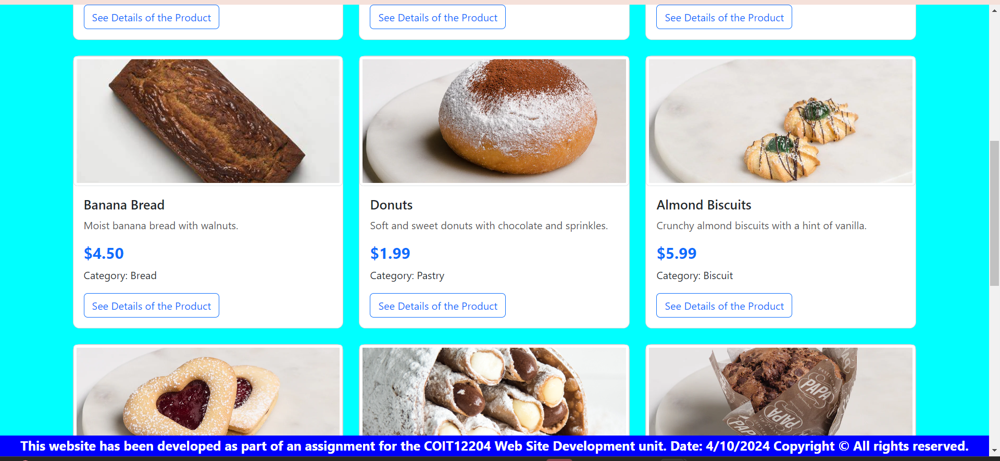 See Details of the Product
See Details of the Product
See Details of the Product
Banana Bread
Moist banana bread with walnuts.
$4.50
Category: Bread
See Details of the Product
Donuts
Soft and sweet donuts with chocolate and sprinkles.
$1.99
Category: Pastry
See Details of the Product
Almond Biscuits
Crunchy almond biscuits with a hint of vanilla.
$5.99
Category: Biscuit
See Details of the Product
PAPA
PAPA
PAP
This website has been developed as part of an assignment for the COIT12204 Web Site Development unit. Date: 4/10/2024 Copyright © All rights reserved.